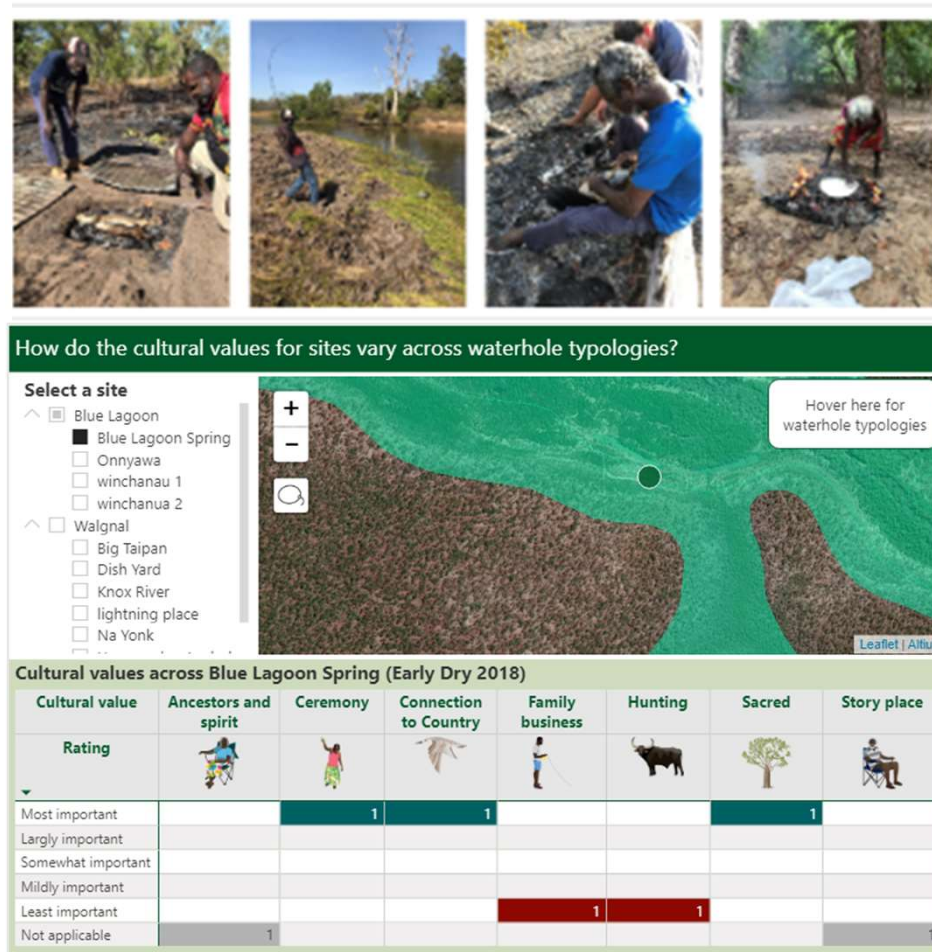 How do the cultural values for sites vary across waterhole typologies?
Select a site
Blue Lagoon
Blue Lagoon Spring
Onnyawa
winchanau 1
winchanua 2
Walgnal
Big Taipan
Dish Yard
Knox River
lightning place
Na Yonk
+
−
Hover here for
waterhole typologies
Leaflet |
Cultural values across Blue Lagoon Spring (Early Dry 2018)
Cultural value Ancestors and spirit Ceremony Connection to Country Family business Hunting Sacred Story place
Rating
Most important 1 1 1
Largly important
Somewhat important
Mildly important
Least important 1 1
Not applicable 1 1